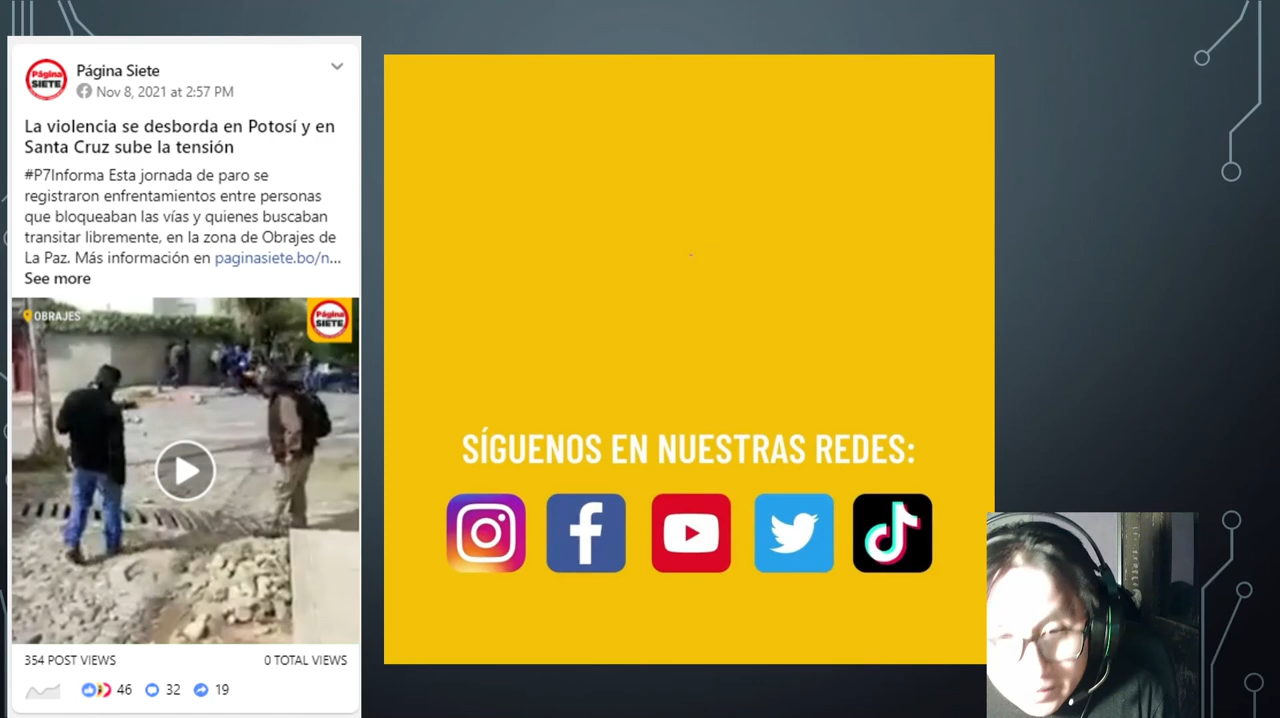 Página Siete
Nov 8, 2021 at 2:57 PM
La violencia se desborda en Potosí y en
Santa Cruz sube la tensión
#P7Informa Esta jornada de paro se
registraron enfrentamientos entre personas
que bloqueaban las vías y quienes buscaban
transitar libremente, en la zona de Obrajes de
La Paz. Más información en paginasiete.bo/n...
See more
OBRAJES
Página
SIETE
354 POST VIEWS
0 TOTAL VIEWS
46
32
19
SÍGUENOS EN NUESTRAS REDES: